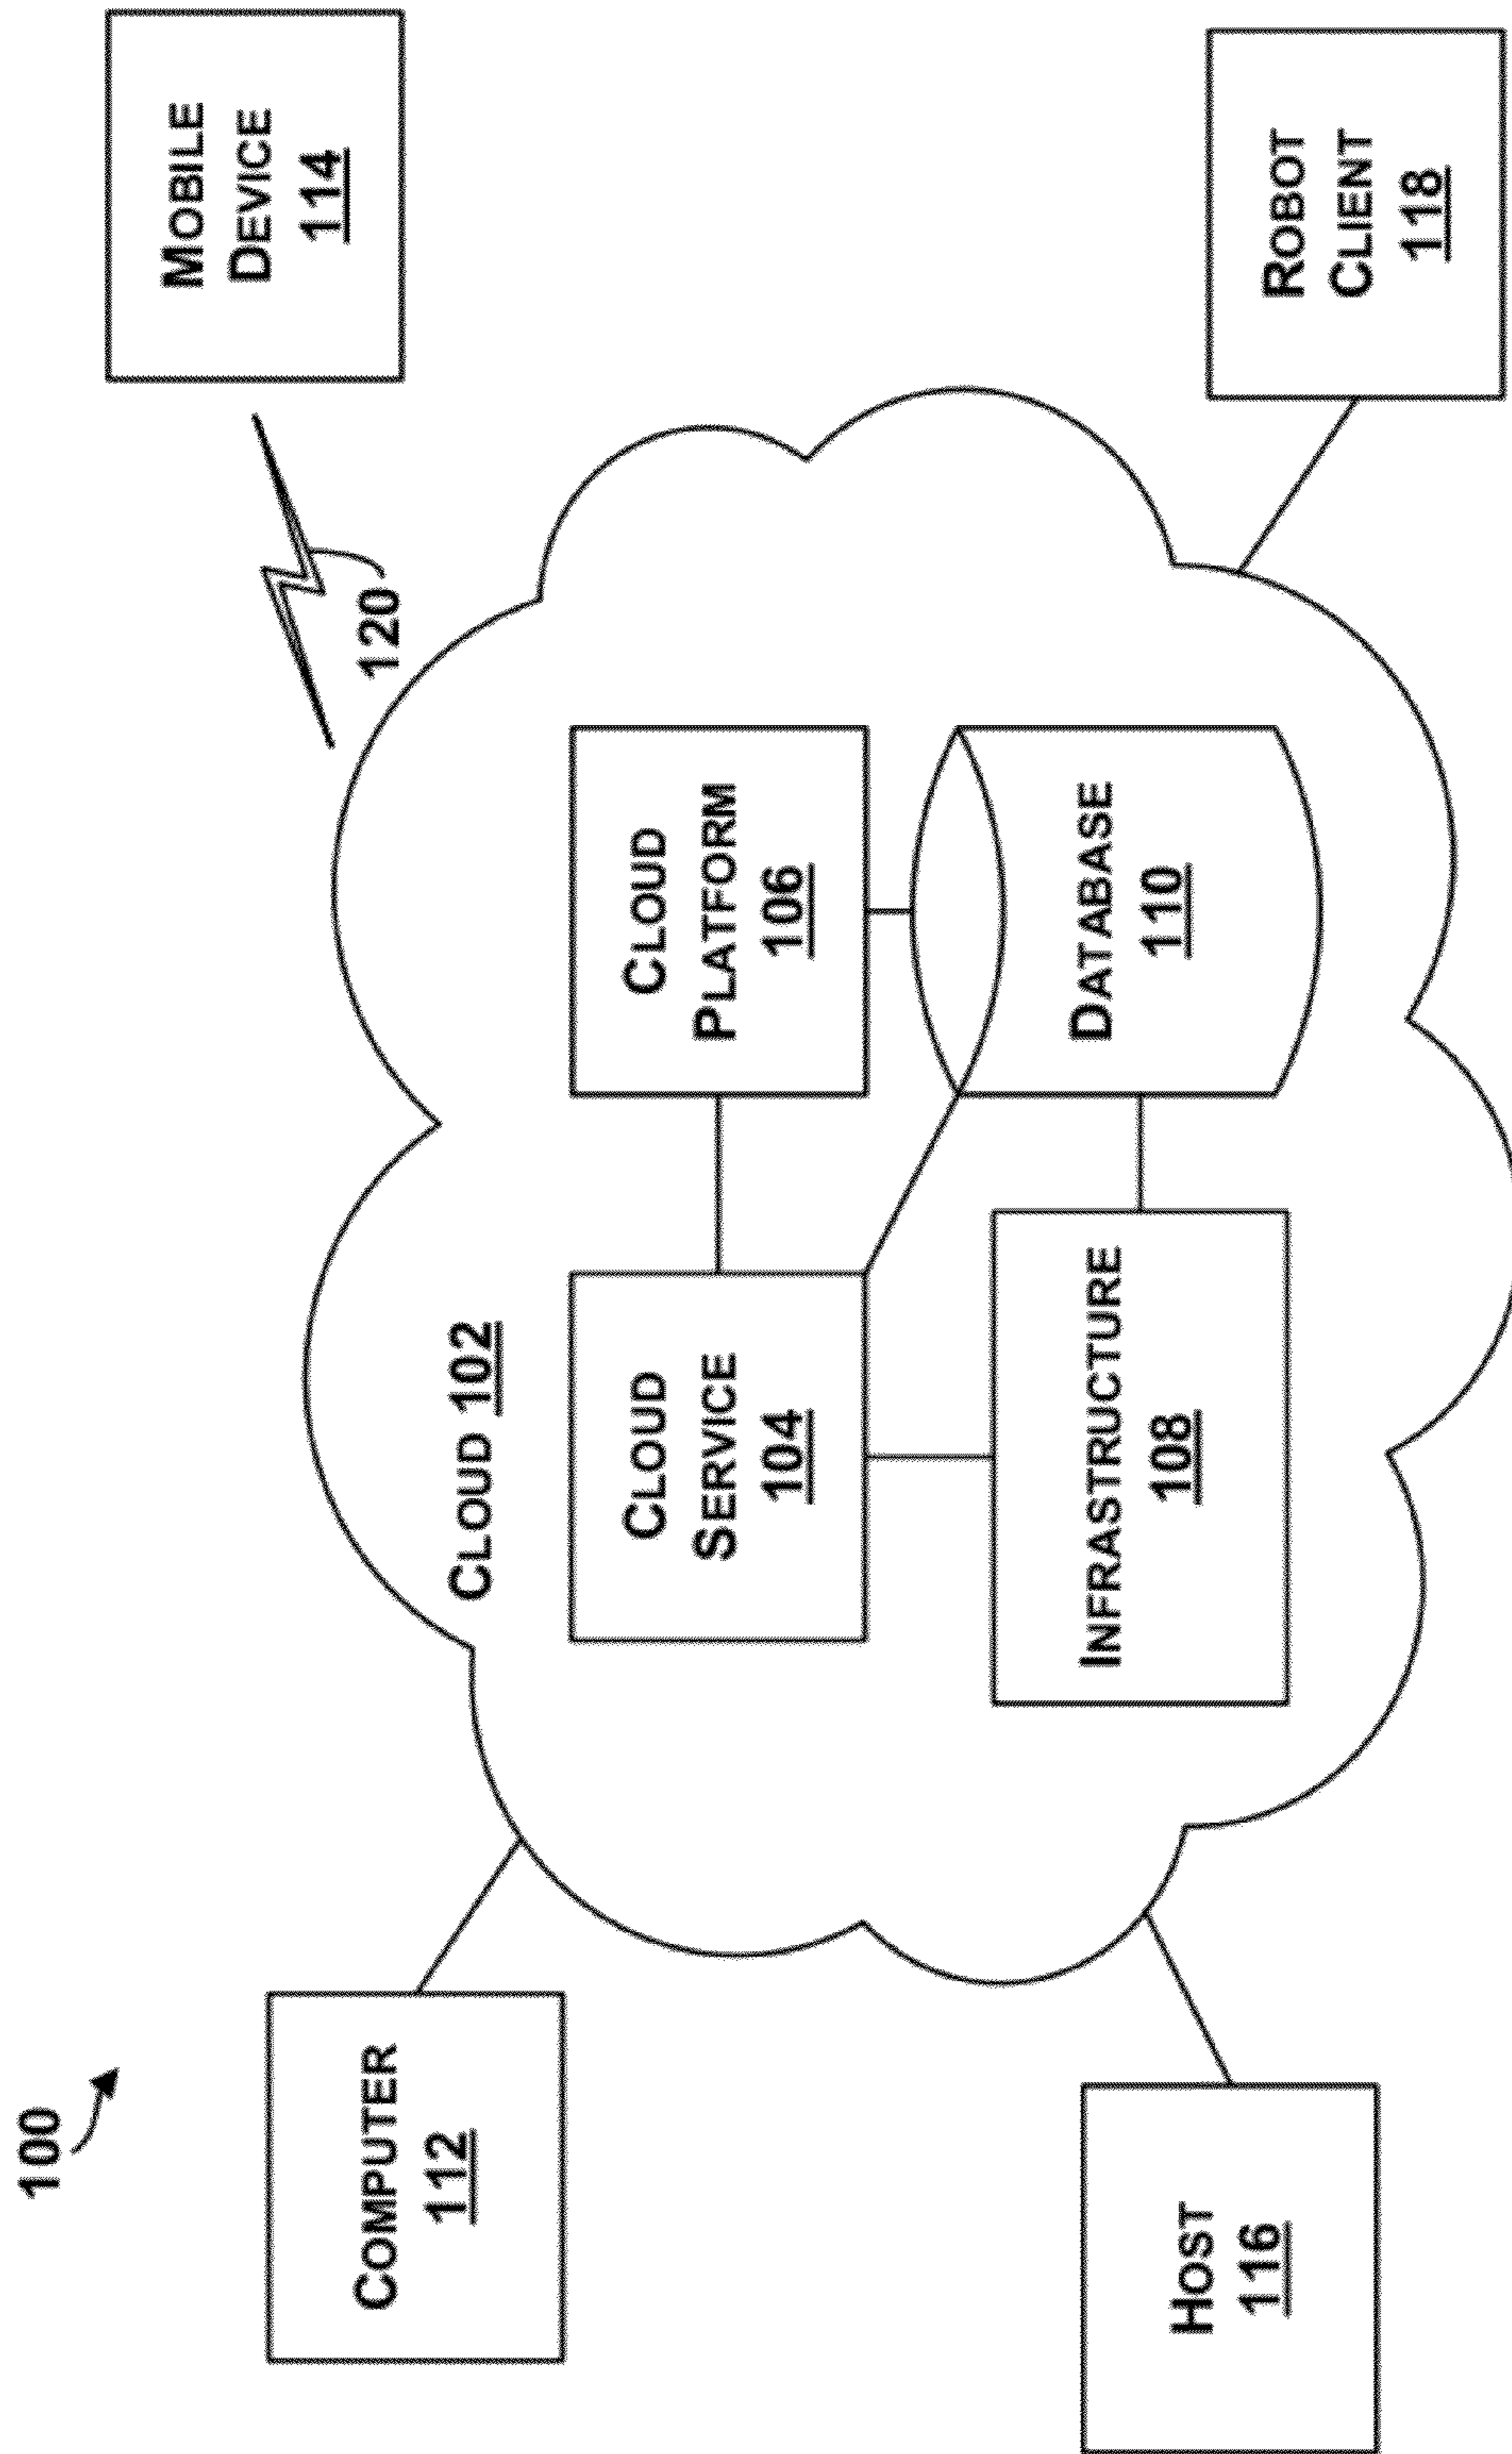 100
COMPUTER
112
MOBILE
DEVICE
114
120
CLOUD 102
CLOUD
SERVICE
104
CLOUD
PLATFORM
106
INFRASTRUCTURE
108
DATABASE
110
HOST
116
ROBOT
CLIENT
118